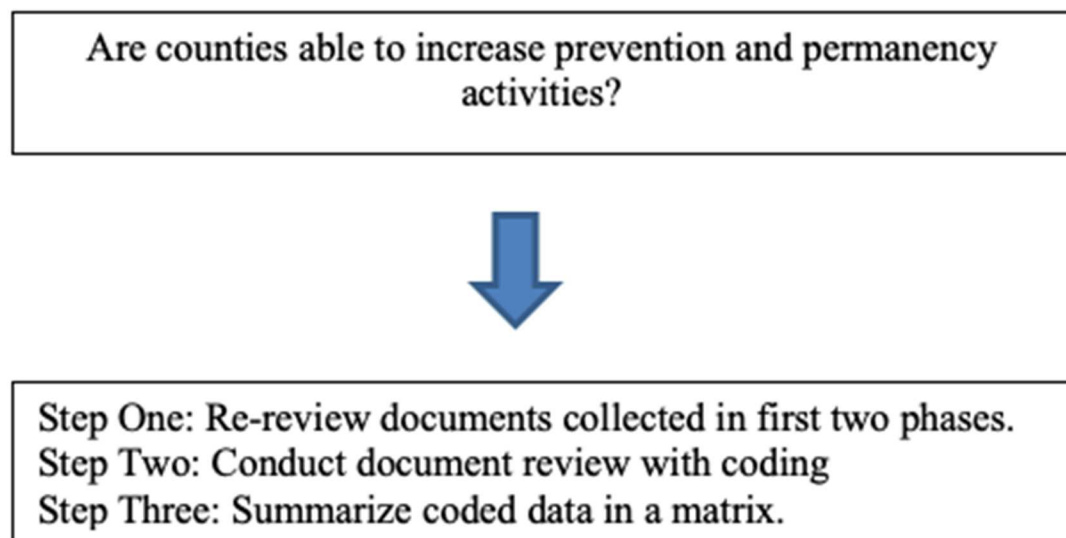 Are counties able to increase prevention and permanency
activities?
Step One: Re-review documents collected in first two phases.
Step Two: Conduct document review with coding
Step Three: Summarize coded data in a matrix.